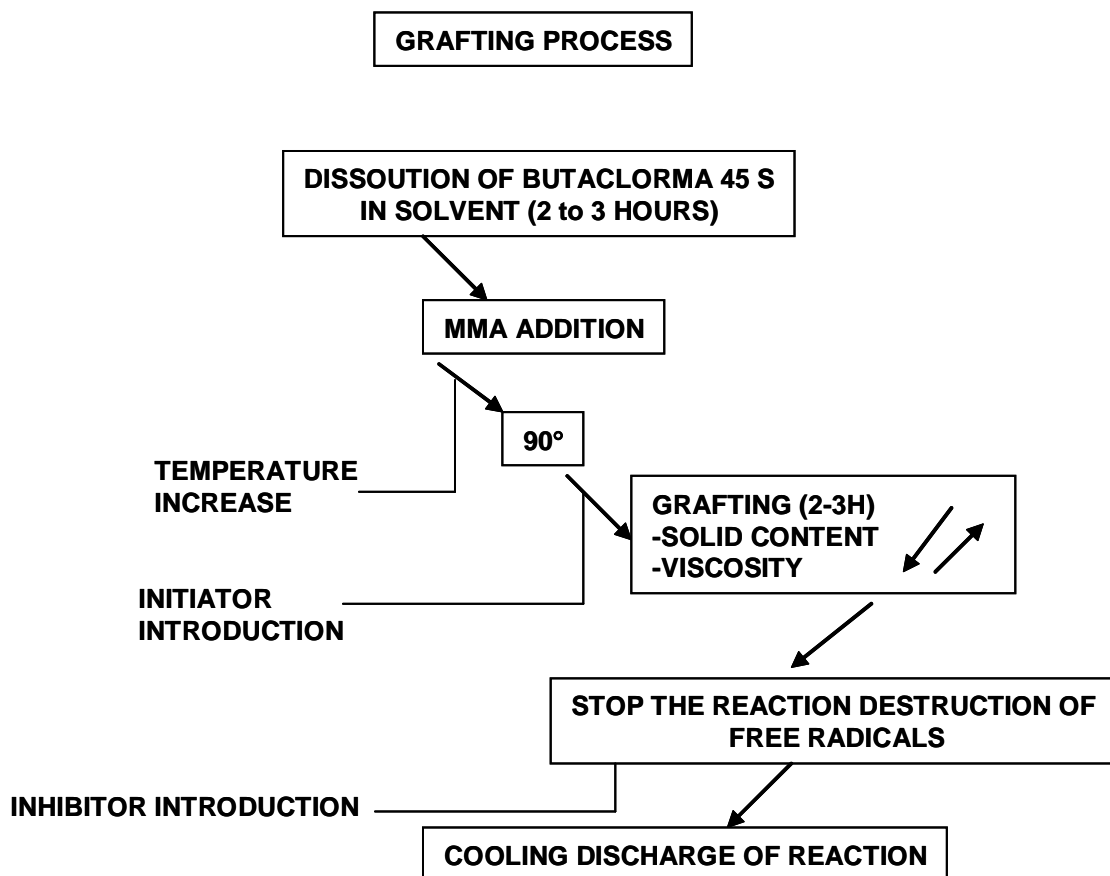 GRAFTING PROCESS
DISSOUTION OF BUTACLORMA 45 S
IN SOLVENT (2 to 3 HOURS)
MMA ADDITION
90º
TEMPERATURE
INCREASE
GRAFTING (2-3H)
-SOLID CONTENT
-VISCOSITY
INITIATOR
INTRODUCTION
STOP THE REACTION DESTRUCTION OF
FREE RADICALS
INHIBITOR INTRODUCTION
COOLING DISCHARGE OF REACTION